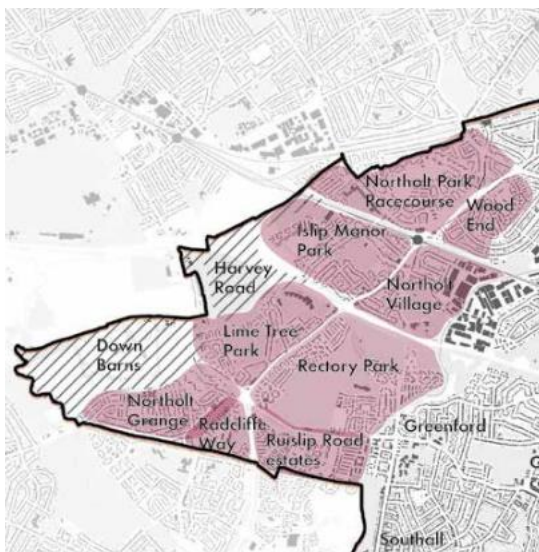 Northolt Park
Racecourse
Wood
End
Islip Manor
Park
Harvey
Road
Northolt
Village
Lime Tree
Park
Down
Barns
Rectory Park
Northolt
Grange
Radcliffe
Way
Ruislip Road
estates
Greenford
G
Southall